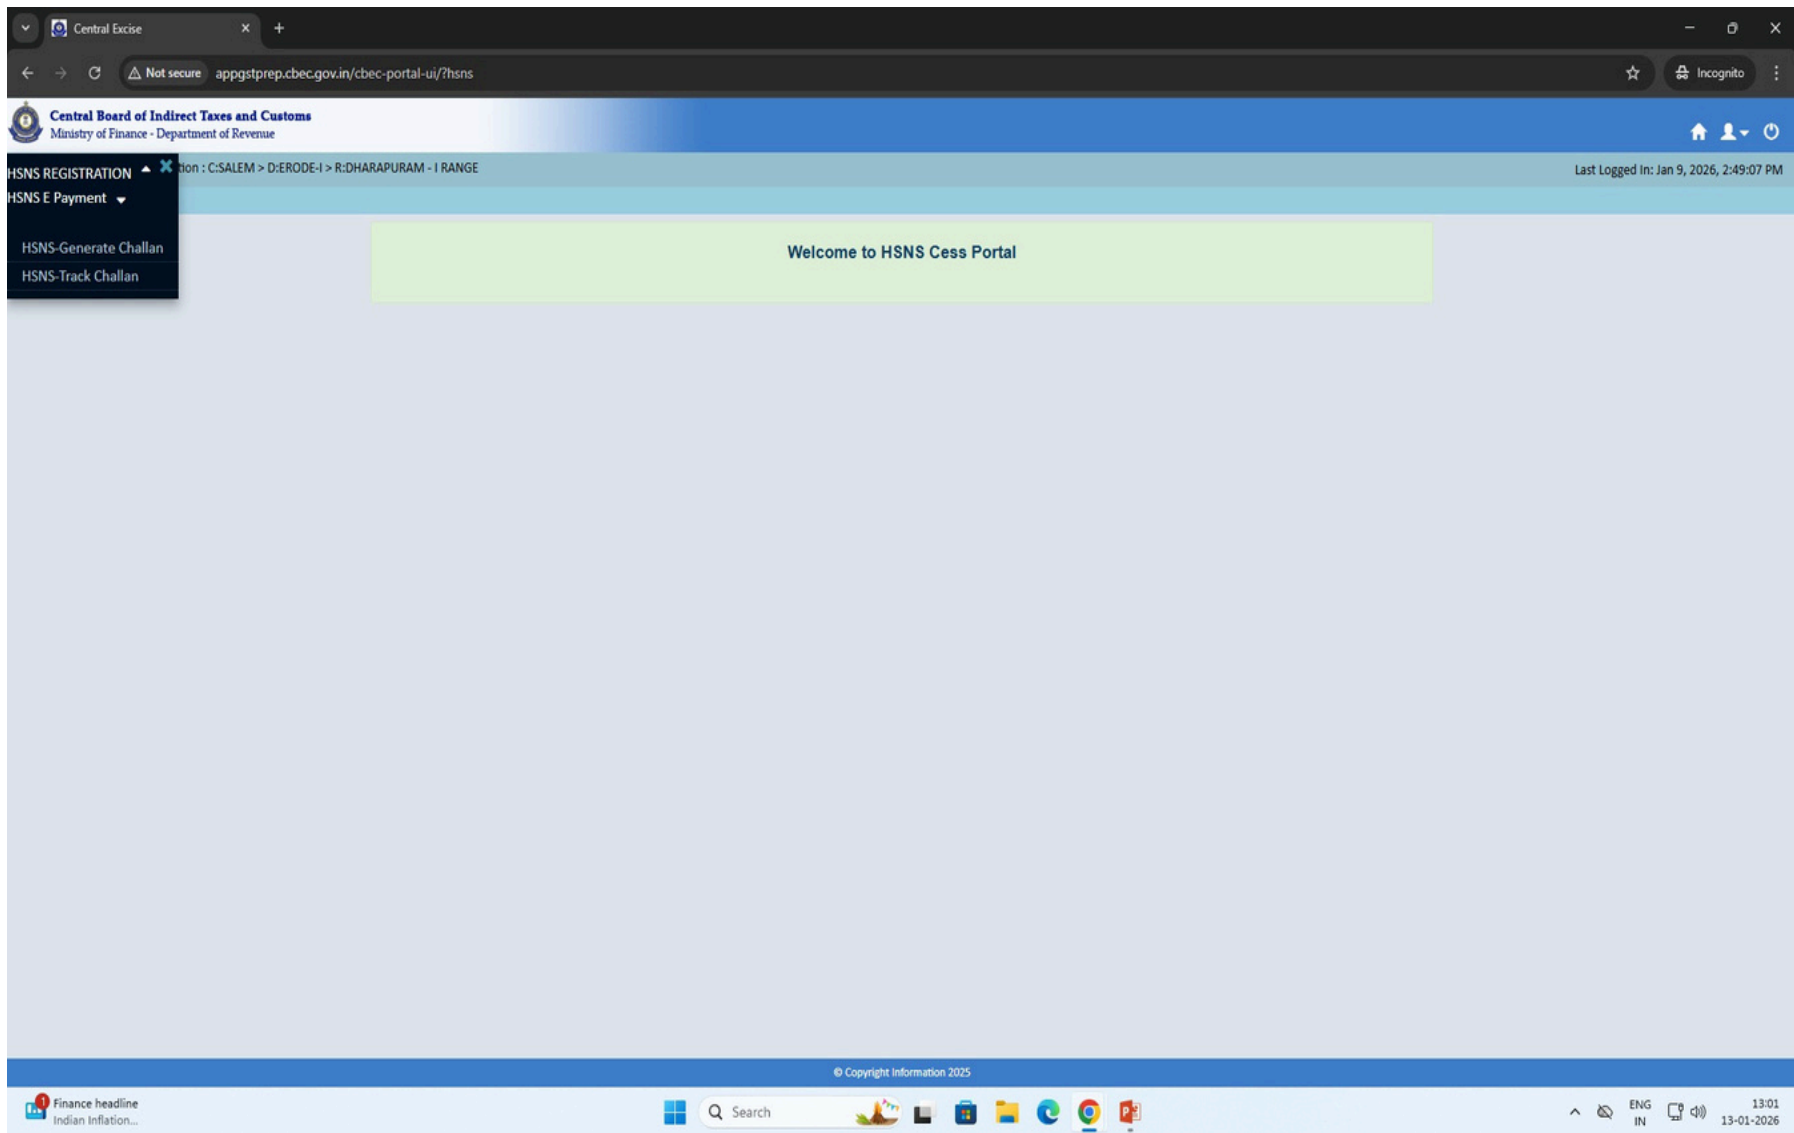 Central Excise
Not secure appgstprep.cbec.gov.in/cbec-portal-ui/?hsns
Incognito
Central Board of Indirect Taxes and Customs
Ministry of Finance - Department of Revenue
HSNS REGISTRATION
tion : C:SALEM > D:ERODE-I > R:DHARAPURAM - I RANGE
Last Logged In: Jan 9, 2026, 2:49:07 PM
HSNS E Payment
HSNS-Generate Challan
HSNS-Track Challan
Welcome to HSNS Cess Portal
© Copyright Information 2025
1
Finance headline
Indian Inflation...
Search
ENG
IN
13:01
13-01-2026